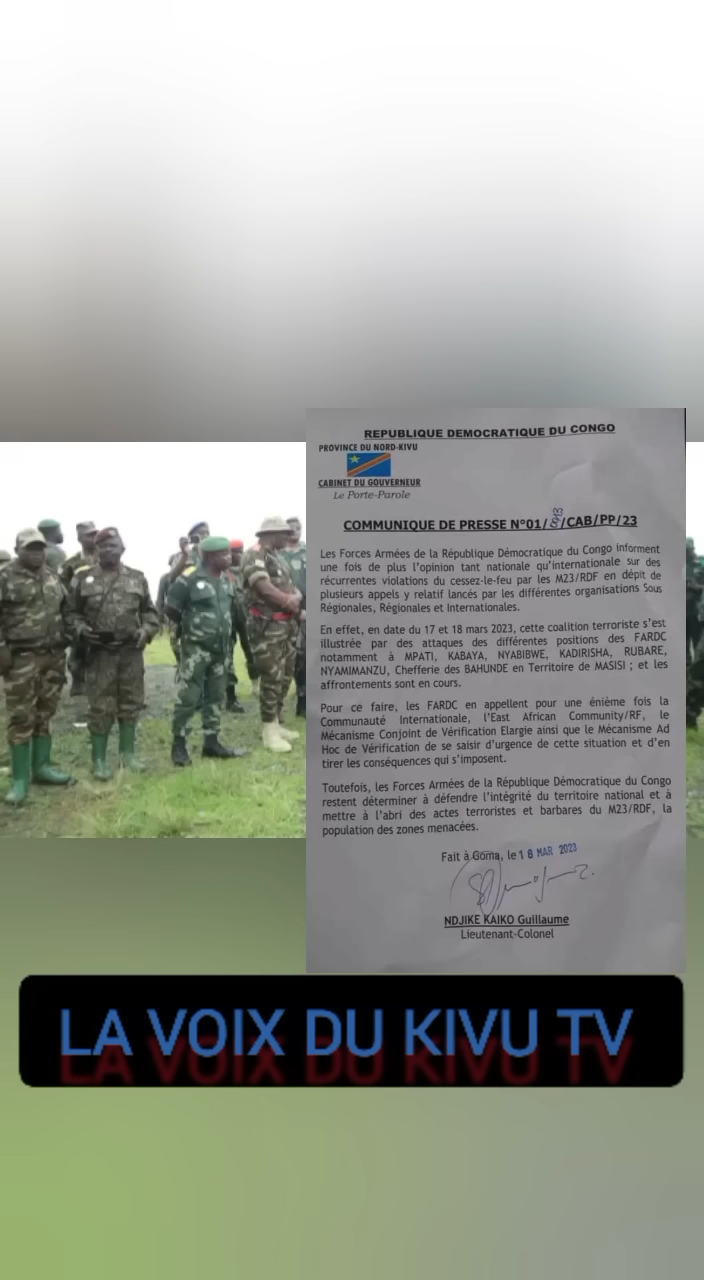 REPUBLIQUE DEMOCRATIQUE DU CONGO
PROVINCE DU NORD-KIVU
CABINET DU GOUVERNEUR
Le Porte-Parole
COMMUNIQUE DE PRESSE N°01/ /CAB/PP/23
Les Forces Armées de la République Démocratique du Congo informent
une fois de plus l'opinion tant nationale qu'internationale sur des
récurrentes violations du cessez-le-feu par les M23/RDF en dépit de
plusieurs appels y relatif lancés par les différentes organisations Sous
Régionales, Régionales et Internationales.
En effet, en date du 17 et 18 mars 2023, cette coalition terroriste s'est
illustrée par des attaques des différentes positions des FARDC
notamment à MPATI, KABAYA, NYABIBWE, KADIRISHA, RUBARE,
NYAMIMANZU, Chefferie des BAHUNDE en Territoire de MASISI ; et les
affrontements sont en cours.
Pour ce faire, les FARDC en appellent pour une énième fois la
Communauté Internationale, l'East African Community/RF, le
Mécanisme Conjoint de Vérification Elargie ainsi que le Mécanisme Ad
Hoc de Vérification de se saisir d'urgence de cette situation et d'en
tirer les conséquences qui s'imposent.
Toutefois, les Forces Armées de la République Démocratique du Congo
restent déterminer à défendre l'intégrité du territoire national et à
mettre à l'abri des actes terroristes et barbares du M23/RDF, la
population des zones menacées.
Fait à Goma, le 18 MAR 2023
NDJIKE KAIKO Guillaume
Lieutenant-Colonel
LA VOIX DU KIVU TV